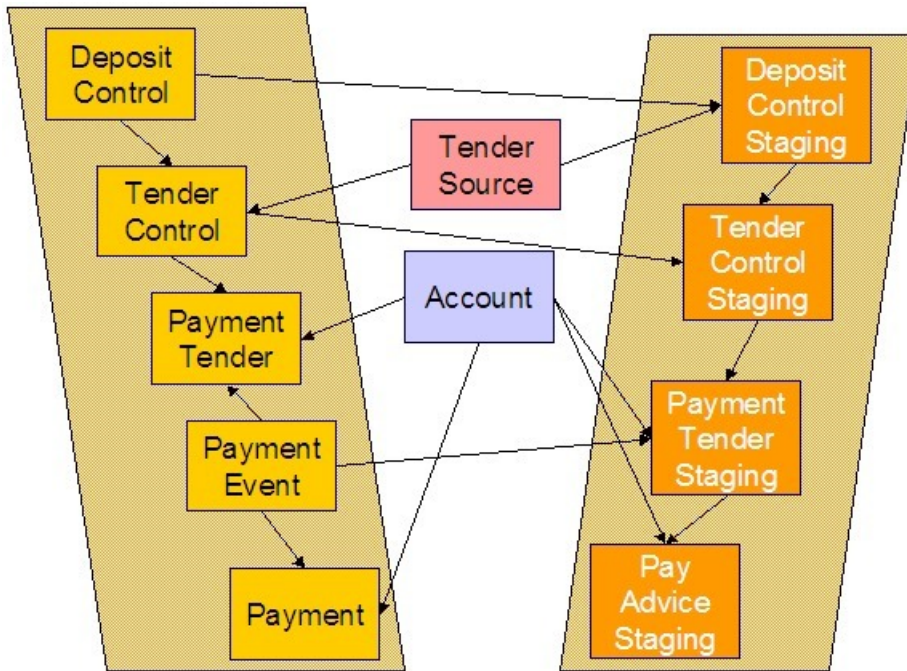 Deposit
Control
Tender
Control
Payment
Tender
Payment
Event
Payment
Tender
Source
Account
Deposit
Control
Staging
Tender
Control
Staging
Payment
Tender
Staging
Pay
Advice
Staging